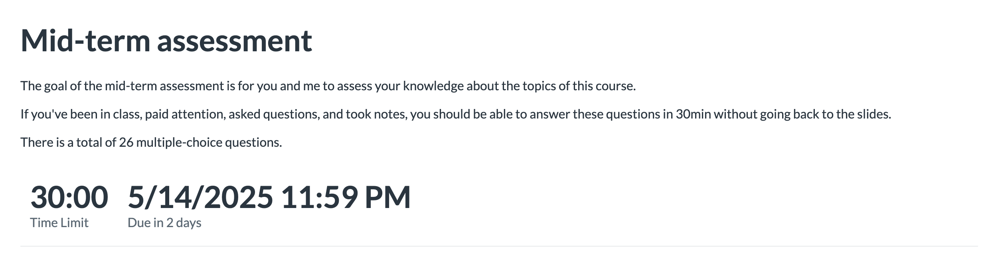 Mid-term assessment
The goal of the mid-term assessment is for you and me to assess your knowledge about the topics of this course.
If you've been in class, paid attention, asked questions, and took notes, you should be able to answer these questions in 30min without going back to the slides.
There is a total of 26 multiple-choice questions.
30:00 5/14/2025 11:59 PM
Time Limit Due in 2 days